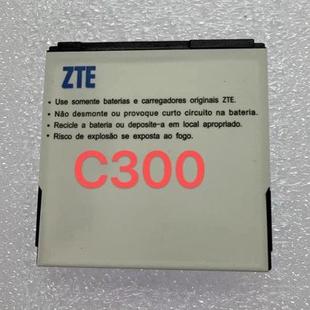 ZTE
• Use somente baterias e carregadores originais ZTE.
• Não desmonte ou provoque curto circuito na bateria.
• Recicle a bateria ou deposite-a em local apropriado.
• Risco de explosão se exposta ao fogo.
C300